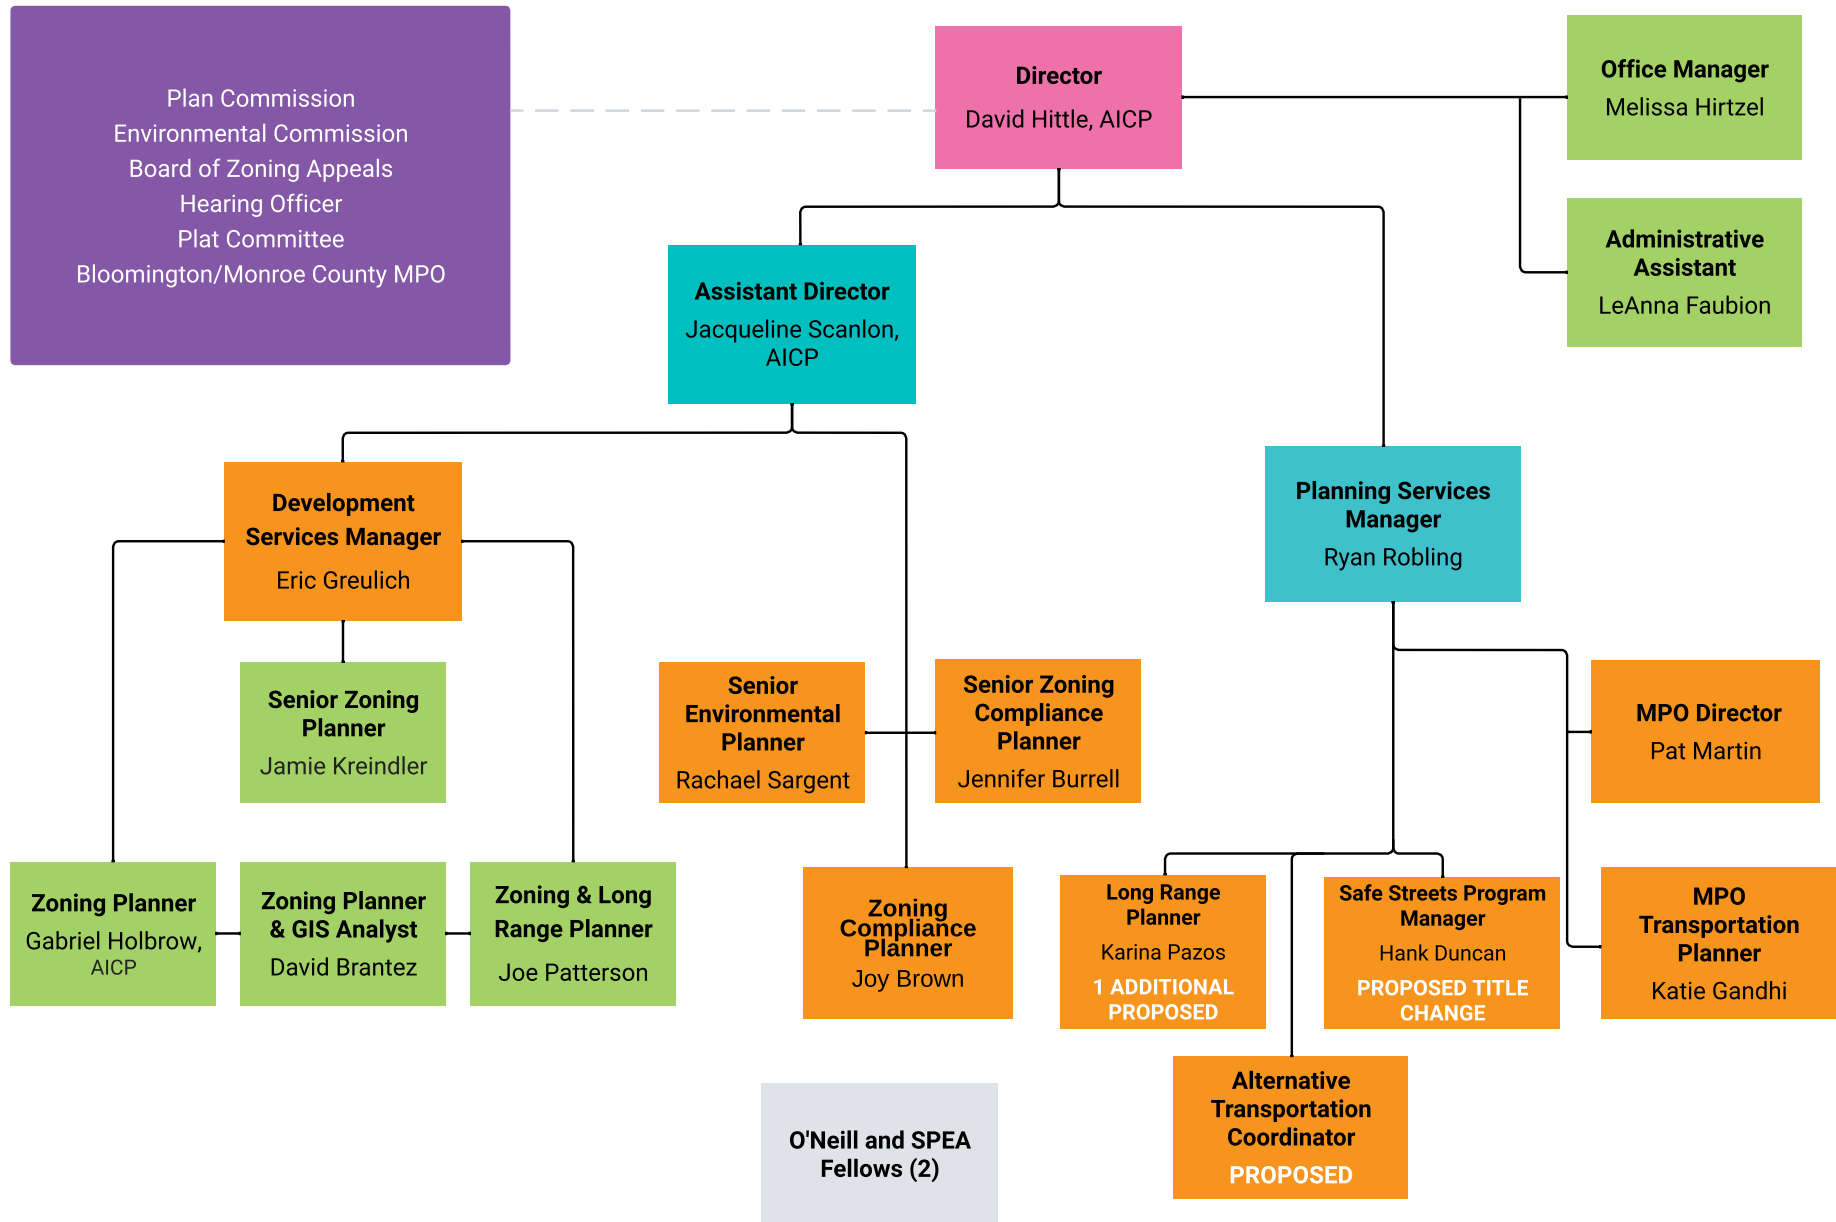 Plan Commission
Environmental Commission
Board of Zoning Appeals
Hearing Officer
Plat Committee
Bloomington/Monroe County MPO
Director
David Hittle, AICP
Office Manager
Melissa Hirtzel
Administrative
Assistant
LeAnna Faubion
Assistant Director
Jacqueline Scanlon,
AICP
Development
Services Manager
Eric Greulich
Planning Services
Manager
Ryan Robling
Senior Zoning
Planner
Jamie Kreindler
Senior
Environmental
Planner
Rachael Sargent
Senior Zoning
Compliance
Planner
Jennifer Burrell
MPO Director
Pat Martin
Zoning Planner
Gabriel Holbrow,
AICP
Zoning Planner
& GIS Analyst
David Brantez
Zoning & Long
Range Planner
Joe Patterson
Zoning
Compliance
Planner
Joy Brown
Long Range
Planner
Karina Pazos
1 ADDITIONAL
PROPOSED
Safe Streets Program
Manager
Hank Duncan
PROPOSED TITLE
CHANGE
MPO
Transportation
Planner
Katie Gandhi
Alternative
Transportation
Coordinator
PROPOSED
O'Neill and SPEA
Fellows (2)